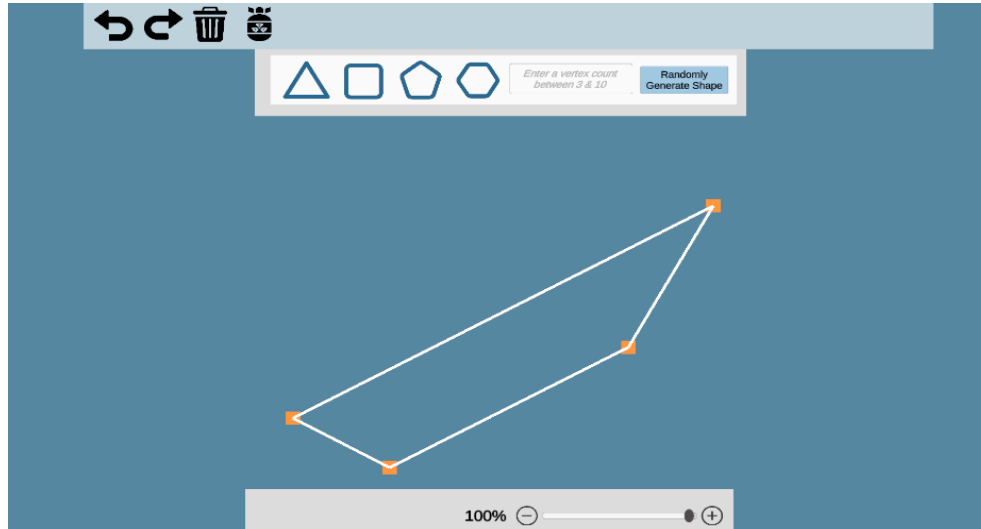 Enter a vertex count
between 3 & 10
Randomly
Generate Shape
100%